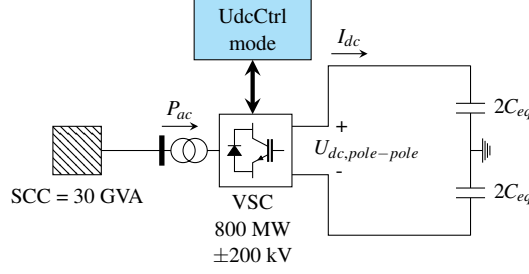 UdcCtrl
mode
I_dc
P_ac
2C_eq
+
U_dc,pole−pole
-
SCC = 30 GVA
VSC
2C_eq
800 MW
±200 kV